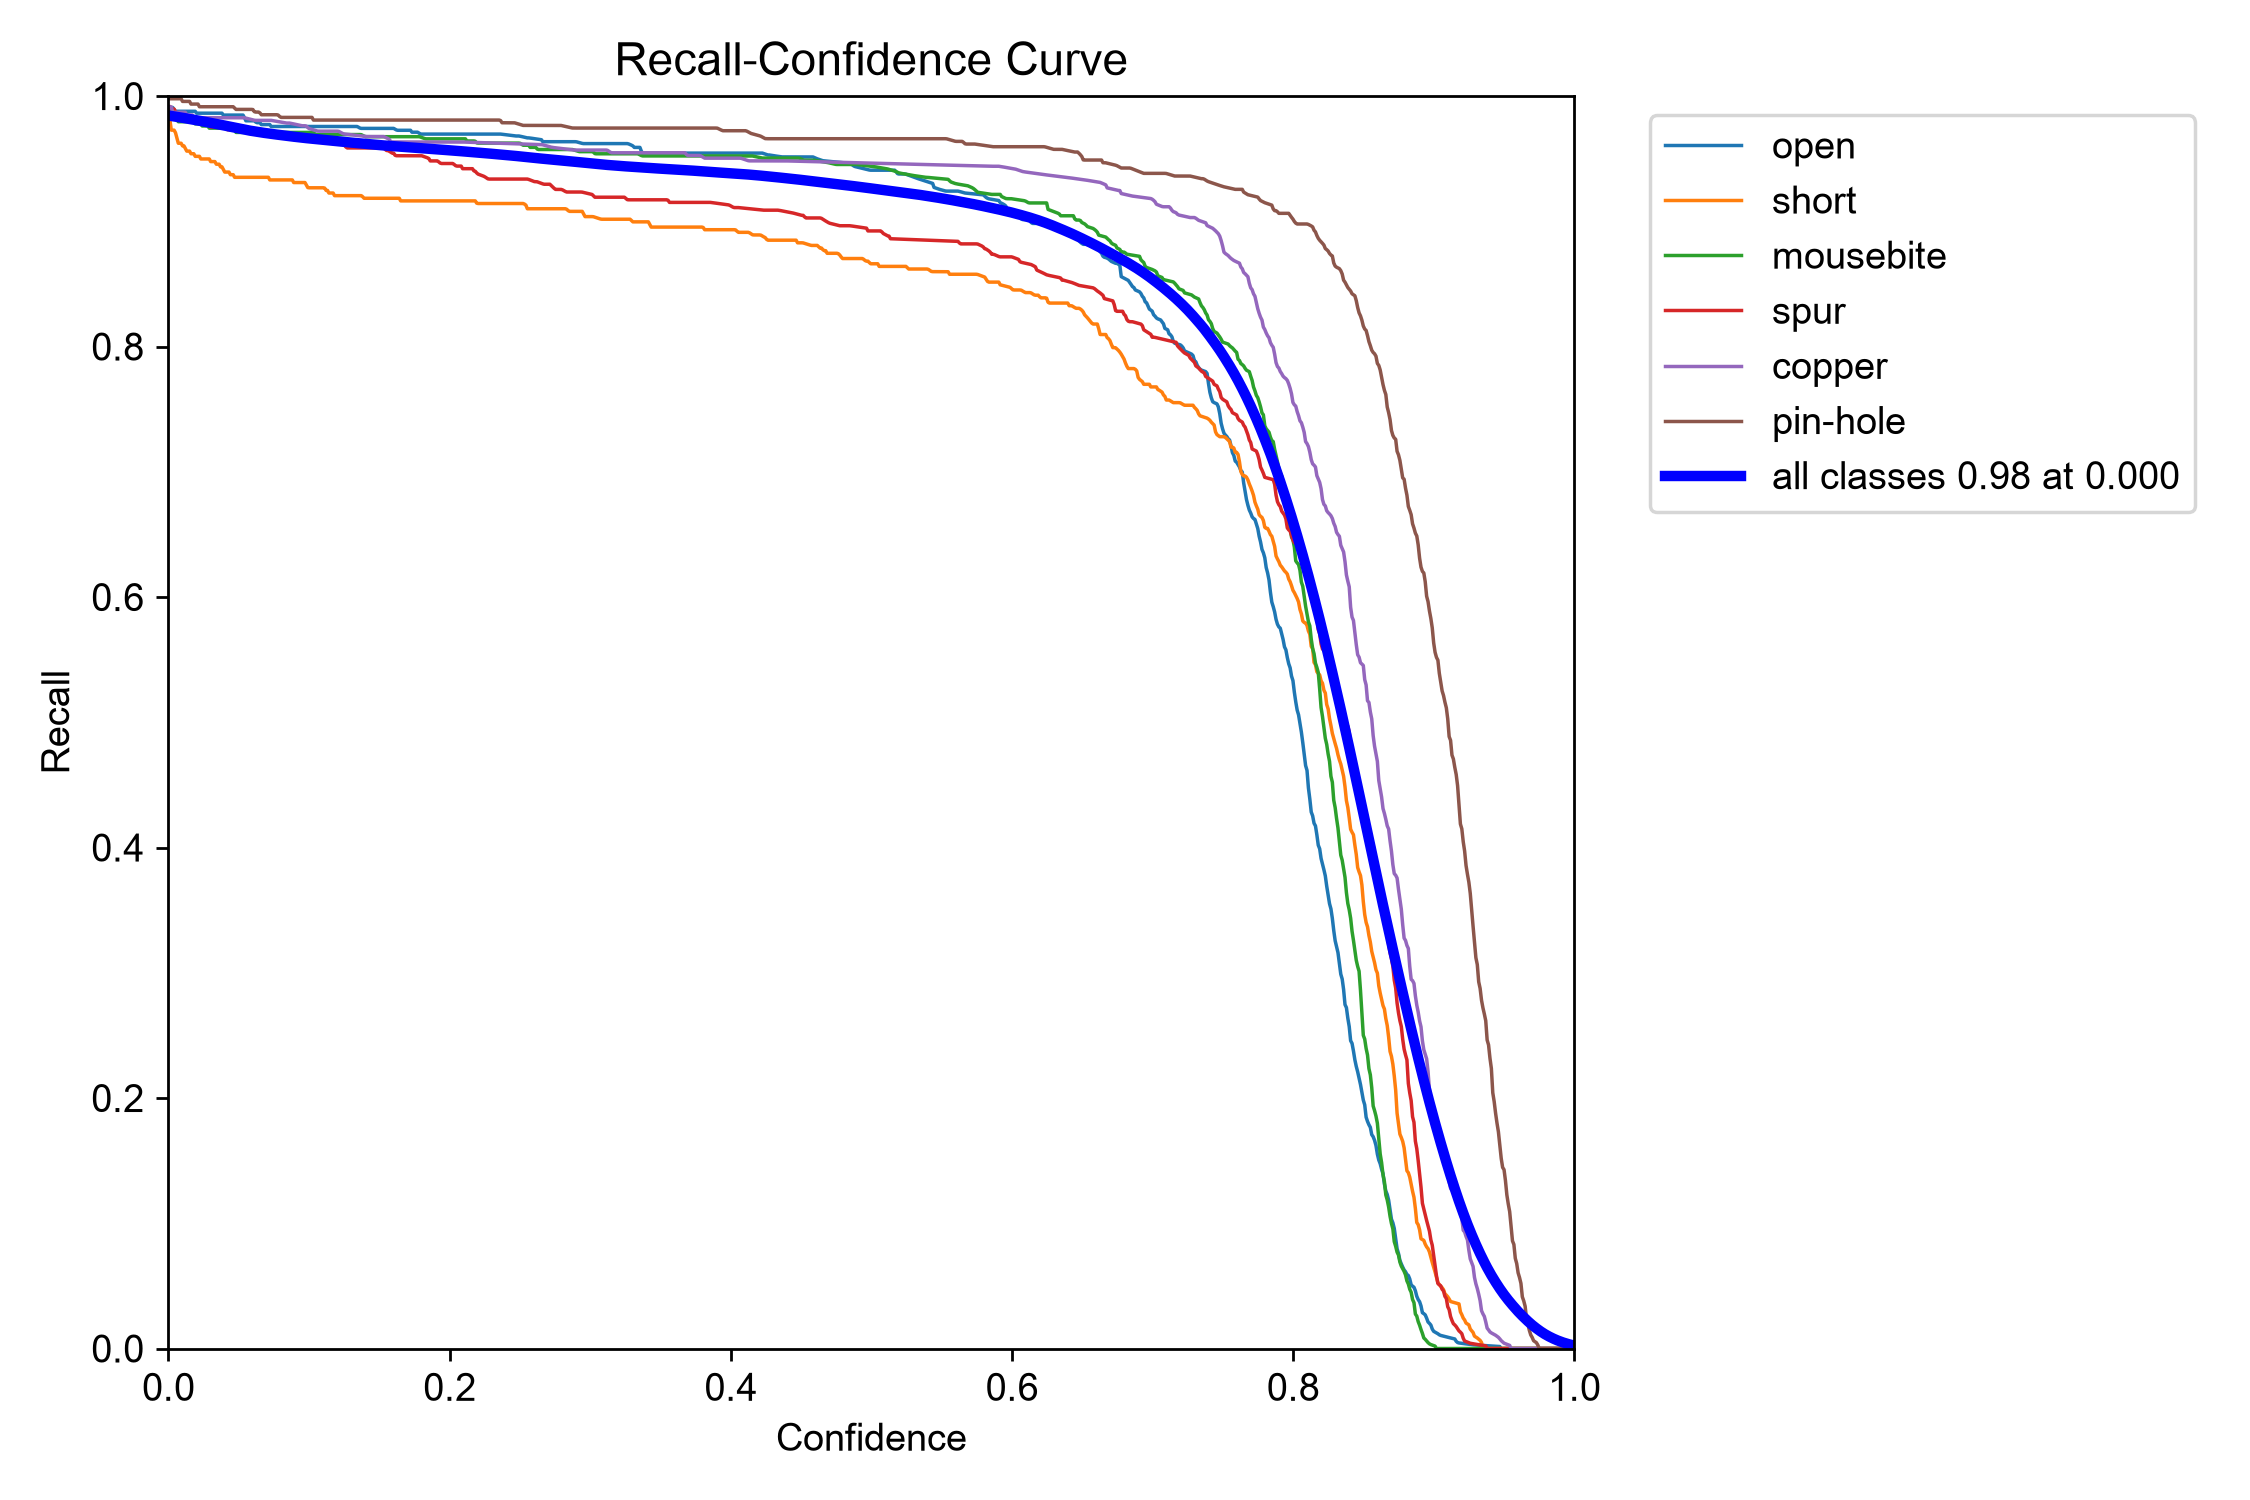 Recall-Confidence Curve
1.0
0.8
0.6
0.4
0.2
0.0
Recall
0.0 0.2 0.4 0.6 0.8 1.0
Confidence
open
short
mousebite
spur
copper
pin-hole
all classes 0.98 at 0.000